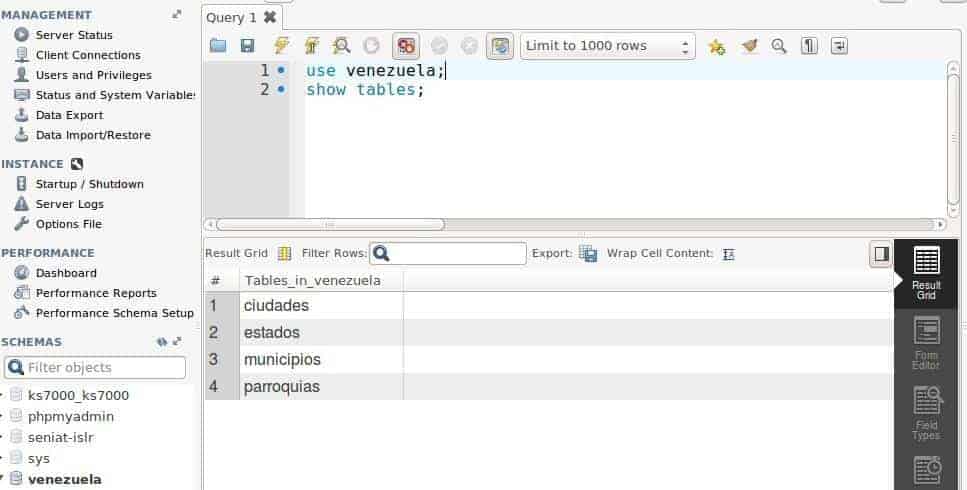 MANAGEMENT
Server Status
Client Connections
Users and Privileges
Status and System Variables
Data Export
Data Import/Restore
INSTANCE
Startup / Shutdown
Server Logs
Options File
PERFORMANCE
Dashboard
Performance Reports
Performance Schema Setup
SCHEMAS
Filter objects
ks7000_ks7000
phpmyadmin
seniat-islr
sys
venezuela
Query 1
Limit to 1000 rows
1 use venezuela;
2 show tables;
Result Grid Filter Rows: Export: Wrap Cell Content:
# Tables_in_venezuela
1 ciudades
2 estados
3 municipios
4 parroquias
Result
Grid
Form
Editor
Field
Types